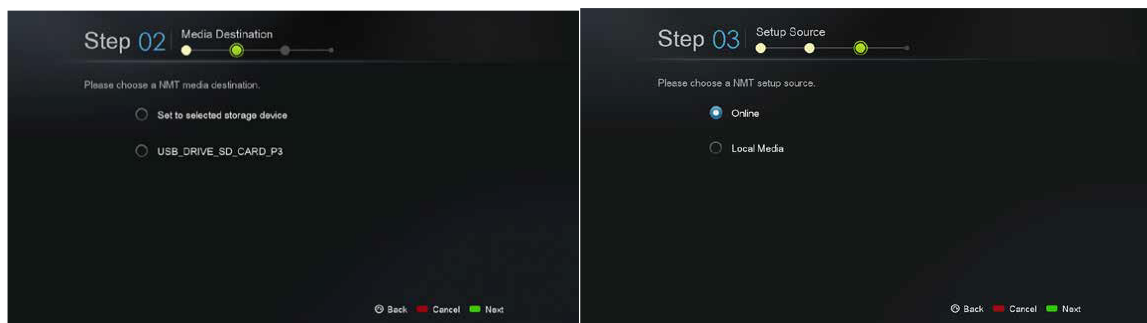 Step 02 Media Destination
Please choose a NMT media destination.
Set to selected storage device
USB_DRIVE_SD_CARD_P3
Back Cancel Next
Step 03 Setup Source
Please choose a NMT setup source.
Online
Local Media
Back Cancel Next